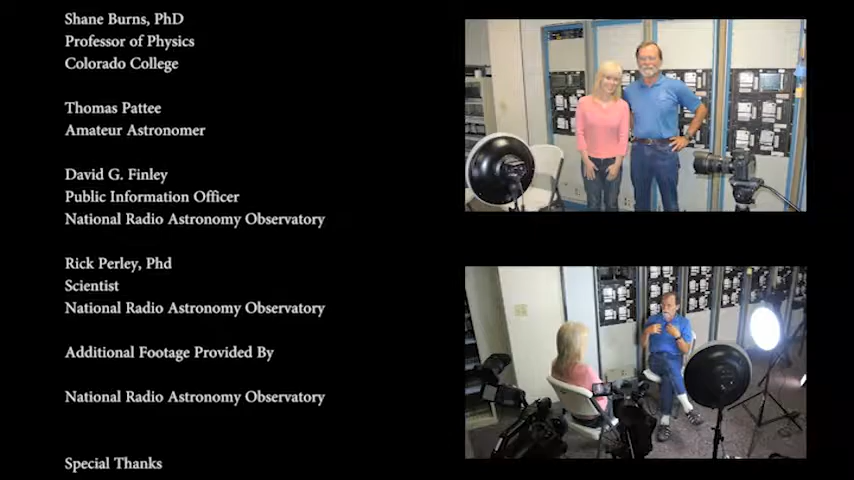 Shane Burns, PhD
Professor of Physics
Colorado College
Thomas Pattee
Amateur Astronomer
David G. Finley
Public Information Officer
National Radio Astronomy Observatory
Rick Perley, Phd
Scientist
National Radio Astronomy Observatory
Additional Footage Provided By
National Radio Astronomy Observatory
Special Thanks